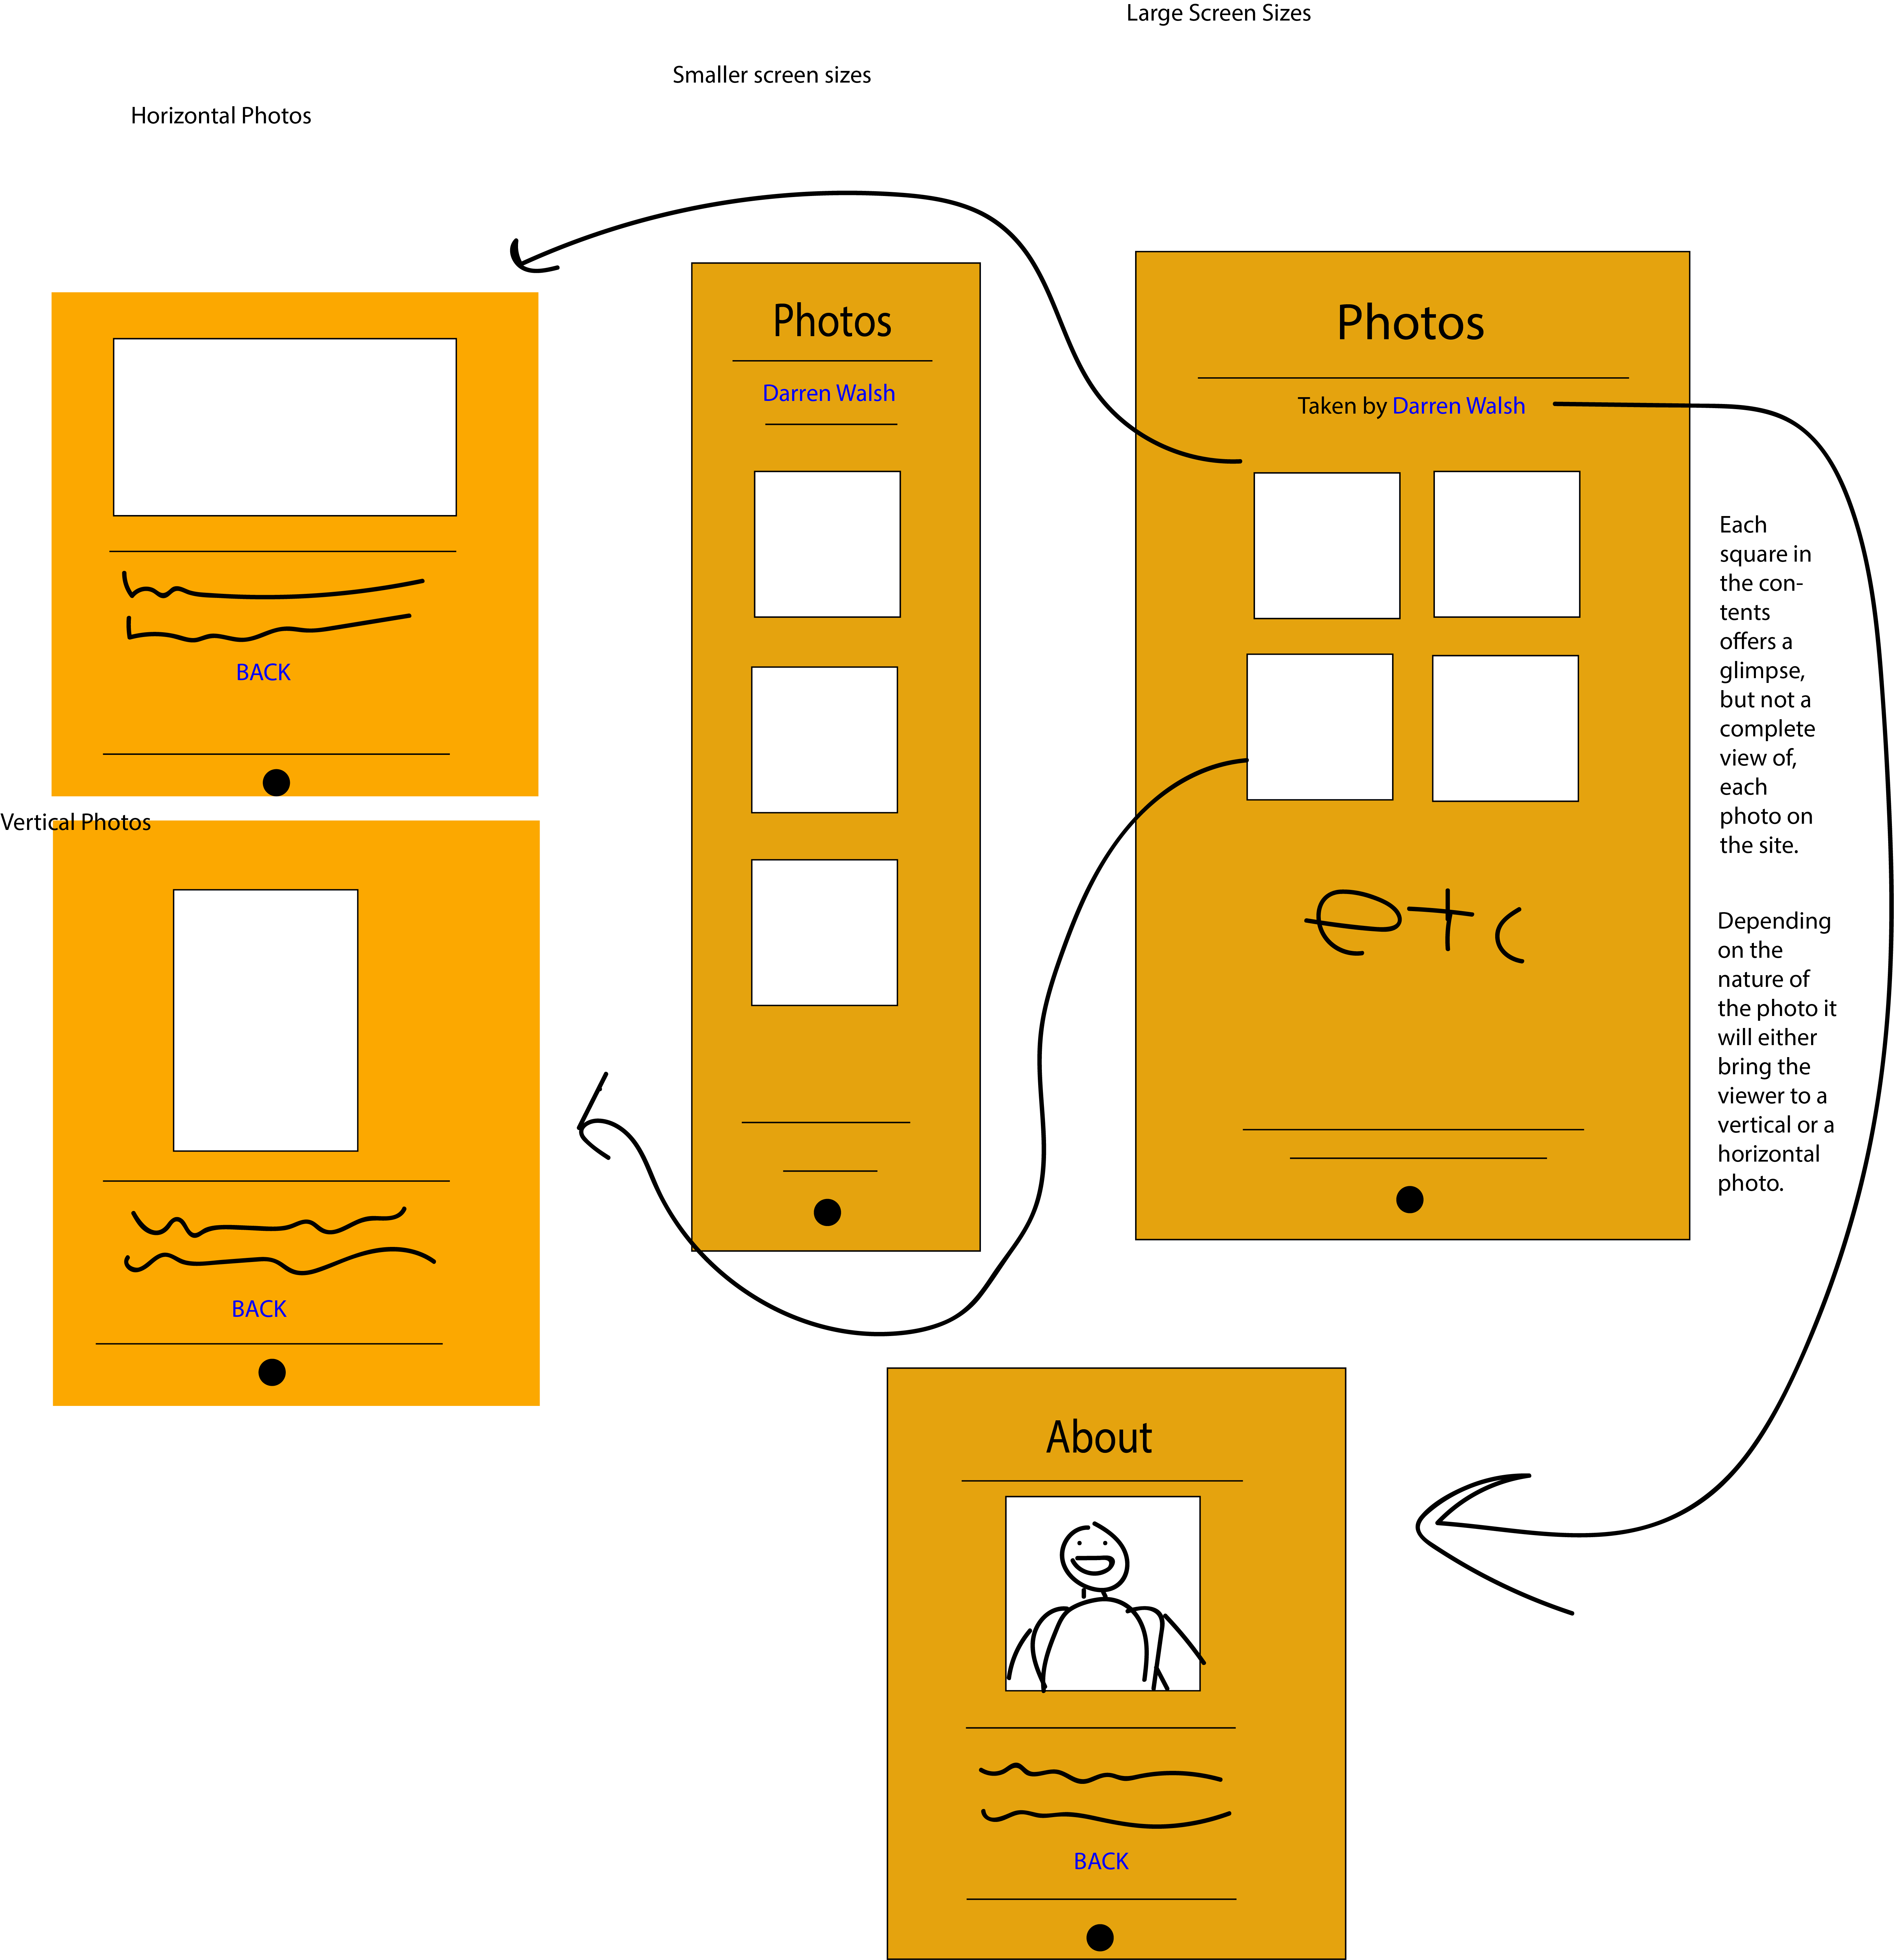 Large Screen Sizes
Smaller screen sizes
Horizontal Photos
Photos
Darren Walsh
Photos
Taken by Darren Walsh
Each
square in
the con-
tents
offers a
glimpse,
but not a
complete
view of,
each
photo on
the site.
Depending
on the
nature of
the photo it
will either
bring the
viewer to a
vertical or a
horizontal
photo.
etc
BACK
Vertical Photos
BACK
About
BACK